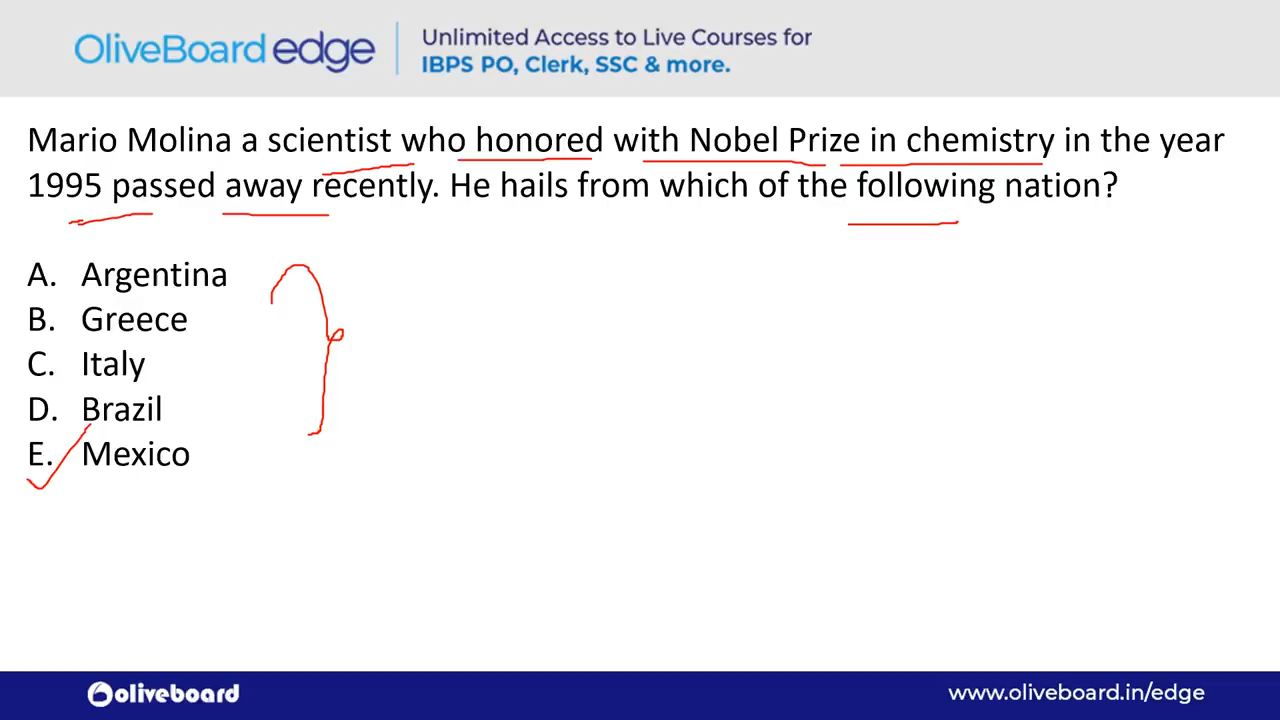 OliveBoard edge
Unlimited Access to Live Courses for
IBPS PO, Clerk, SSC & more.
Mario Molina a scientist who honored with Nobel Prize in chemistry in the year
1995 passed away recently. He hails from which of the following nation?
A. Argentina
B. Greece
C. Italy
D. Brazil
E. Mexico
oliveboard
www.oliveboard.in/edge